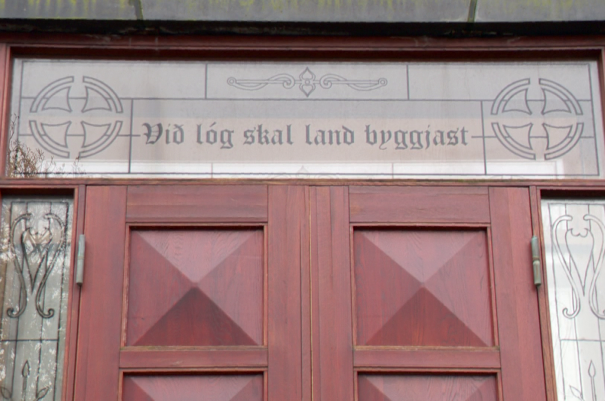 Við lóg skal land byggjast